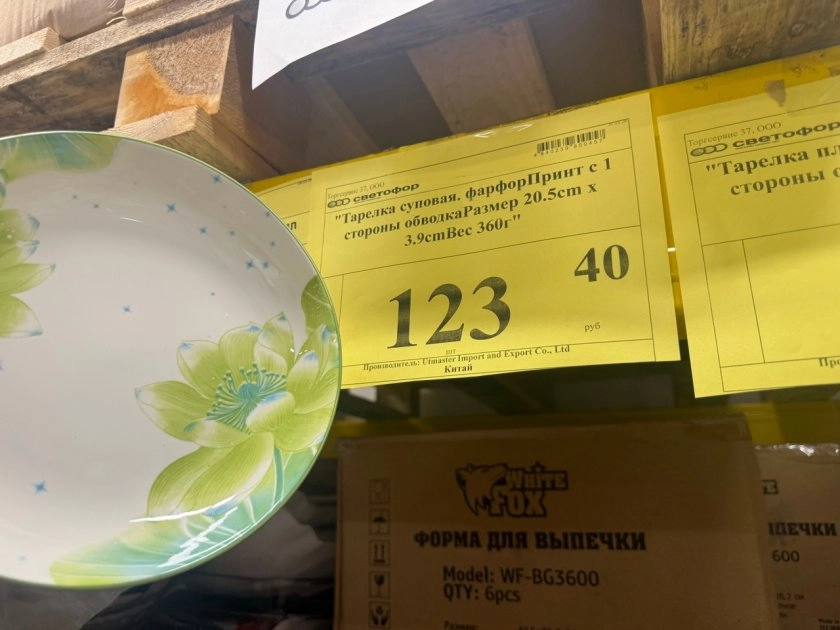 Торгсервис 37, ООО
светофор
"Тарелка суповая. фарфорПринт с 1
стороны обводкаРазмер 20.5cm x
3.9cmВес 360г"
123 40
шт
руб
Производитель: Utmaster Import and Export Co., Ltd
Китай
Торгсервис 37, ООО
светофор
"Тарелка пл
стороны о
WHITE
FOX
ФОРМА ДЛЯ ВЫПЕЧКИ
Model: WF-BG3600
QTY: 6pcs
ПЕЧКИ
600